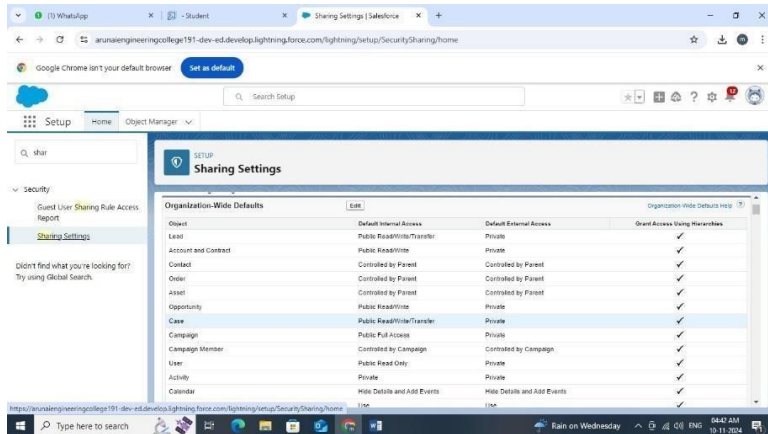 (1) WhatsApp
- Student
Sharing Settings | Salesforce
arunaiengineeringcollege191-dev-ed.develop.lightning.force.com/lightning/setup/SecuritySharing/home
Google Chrome isn't your default browser
Set as default
Search Setup
12
Setup
Home
Object Manager
shar
SETUP
Sharing Settings
Security
Guest User Sharing Rule Access
Report
Sharing Settings
Didn't find what you're looking for?
Try using Global Search.
Organization-Wide Defaults
Edit
Organization-Wide Defaults Help
Object Default Internal Access Default External Access Grant Access Using Hierarchies
Lead Public Read/Write/Transfer Private
Account and Contract Public Read/Write Private
Contact Controlled by Parent Controlled by Parent
Order Controlled by Parent Controlled by Parent
Asset Controlled by Parent Controlled by Parent
Opportunity Public Read/Write Private
Case Public Read/Write/Transfer Private
Campaign Public Full Access Private
Campaign Member Controlled by Campaign Controlled by Campaign
User Public Read Only Private
Activity Private Private
Calendar Hide Details and Add Events Hide Details and Add Events
Use Use
https://arunaiengineeringcollege191-dev-ed.develop.lightning.force.com/lightning/setup/SecuritySharing/home
Type here to search
Rain on Wednesday
ENG
04:42 AM
10-11-2024